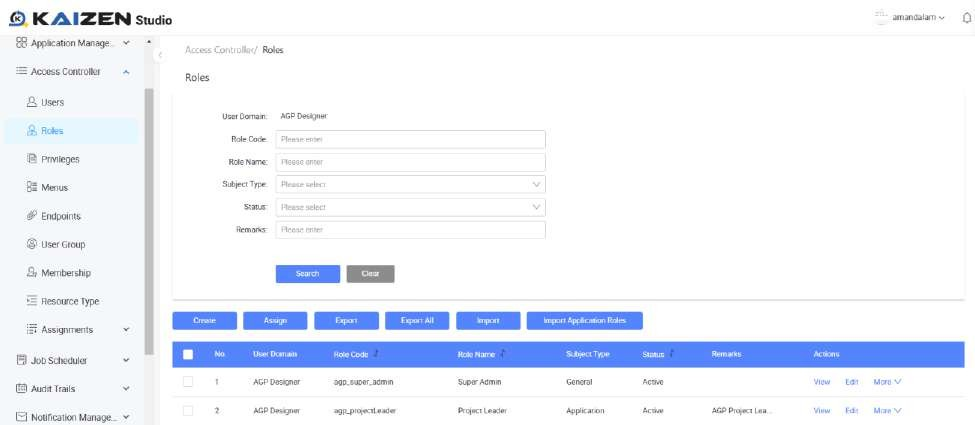 KAIZEN Studio
amandalam
Application Manage...
Access Controller
Users
Roles
Privileges
Menus
Endpoints
User Group
Membership
Resource Type
Assignments
Job Scheduler
Audit Trails
Notification Manage...
Access Controller/ Roles
Roles
User Domain: AGP Designer
Role Code: Please enter
Role Name: Please enter
Subject Type: Please select
Status: Please select
Remarks: Please enter
Search Clear
Create Assign Export Export All Import Import Application Roles
No. User Domain Role Code Role Name Subject Type Status Remarks Actions
1 AGP Designer agp_super_admin Super Admin General Active View Edit More
2 AGP Designer agp_projectLeader Project Leader Application Active AGP Project Lea... View Edit More